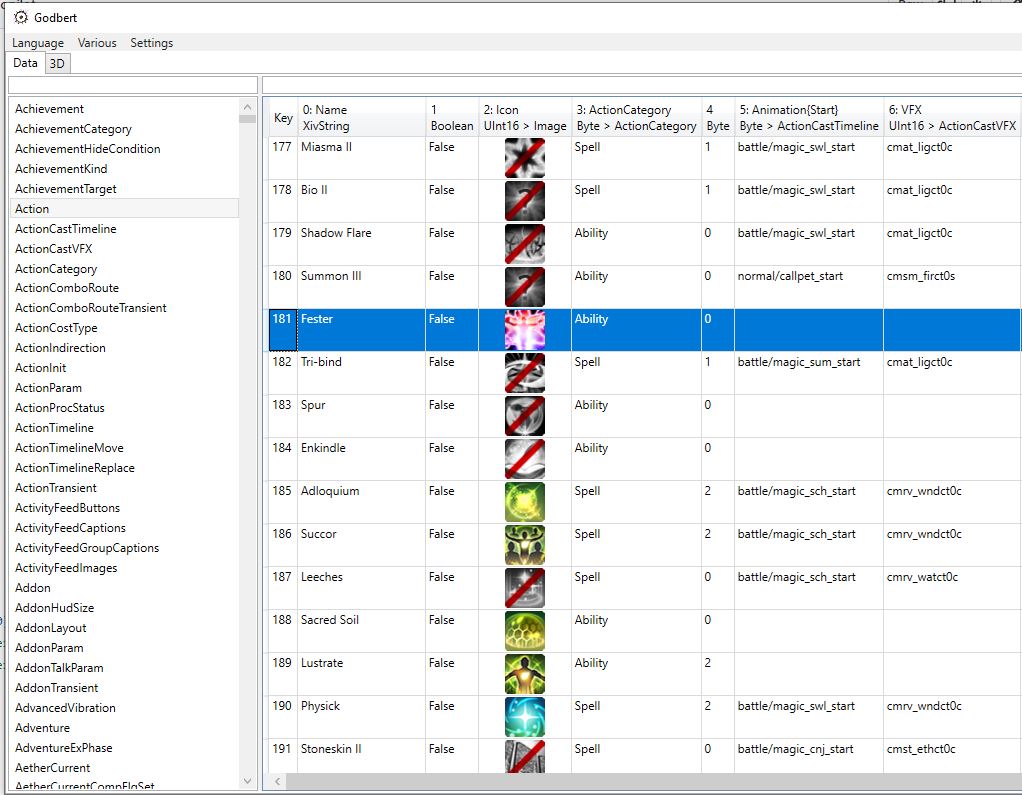 Godbert
Language Various Settings
Data 3D
Achievement
AchievementCategory
AchievementHideCondition
AchievementKind
AchievementTarget
Action
ActionCastTimeline
ActionCastVFX
ActionCategory
ActionComboRoute
ActionComboRouteTransient
ActionCostType
ActionIndirection
ActionInit
ActionParam
ActionProcStatus
ActionTimeline
ActionTimelineMove
ActionTimelineReplace
ActionTransient
ActivityFeedButtons
ActivityFeedCaptions
ActivityFeedGroupCaptions
ActivityFeedImages
Addon
AddonHudSize
AddonLayout
AddonParam
AddonTalkParam
AddonTransient
AdvancedVibration
Adventure
AdventureExPhase
AetherCurrent
AetherCurrentCompFlgSet
Key 0: Name 1 2: Icon 3: ActionCategory 4 5: Animation{Start} 6: VFX
XivString Boolean UInt16 > Image Byte > ActionCategory Byte Byte > ActionCastTimeline UInt16 > ActionCastVFX
177 Miasma II False Spell 1 battle/magic_swl_start cmat_ligct0c
178 Bio II False Spell 1 battle/magic_swl_start cmat_ligct0c
179 Shadow Flare False Ability 0 battle/magic_swl_start cmat_ligct0c
180 Summon III False Ability 0 normal/callpet_start cmsm_firct0s
181 Fester False Ability 0
182 Tri-bind False Spell 1 battle/magic_sum_start cmat_ligct0c
183 Spur False Ability 0
184 Enkindle False Ability 0
185 Adloquium False Spell 2 battle/magic_sch_start cmrv_wndct0c
186 Succor False Spell 2 battle/magic_sch_start cmrv_wndct0c
187 Leeches False Spell 0 battle/magic_sch_start cmrv_watct0c
188 Sacred Soil False Ability 0
189 Lustrate False Ability 2
190 Physick False Spell 2 battle/magic_swl_start cmrv_wndct0c
191 Stoneskin II False Spell 0 battle/magic_cnj_start cmst_ethct0c